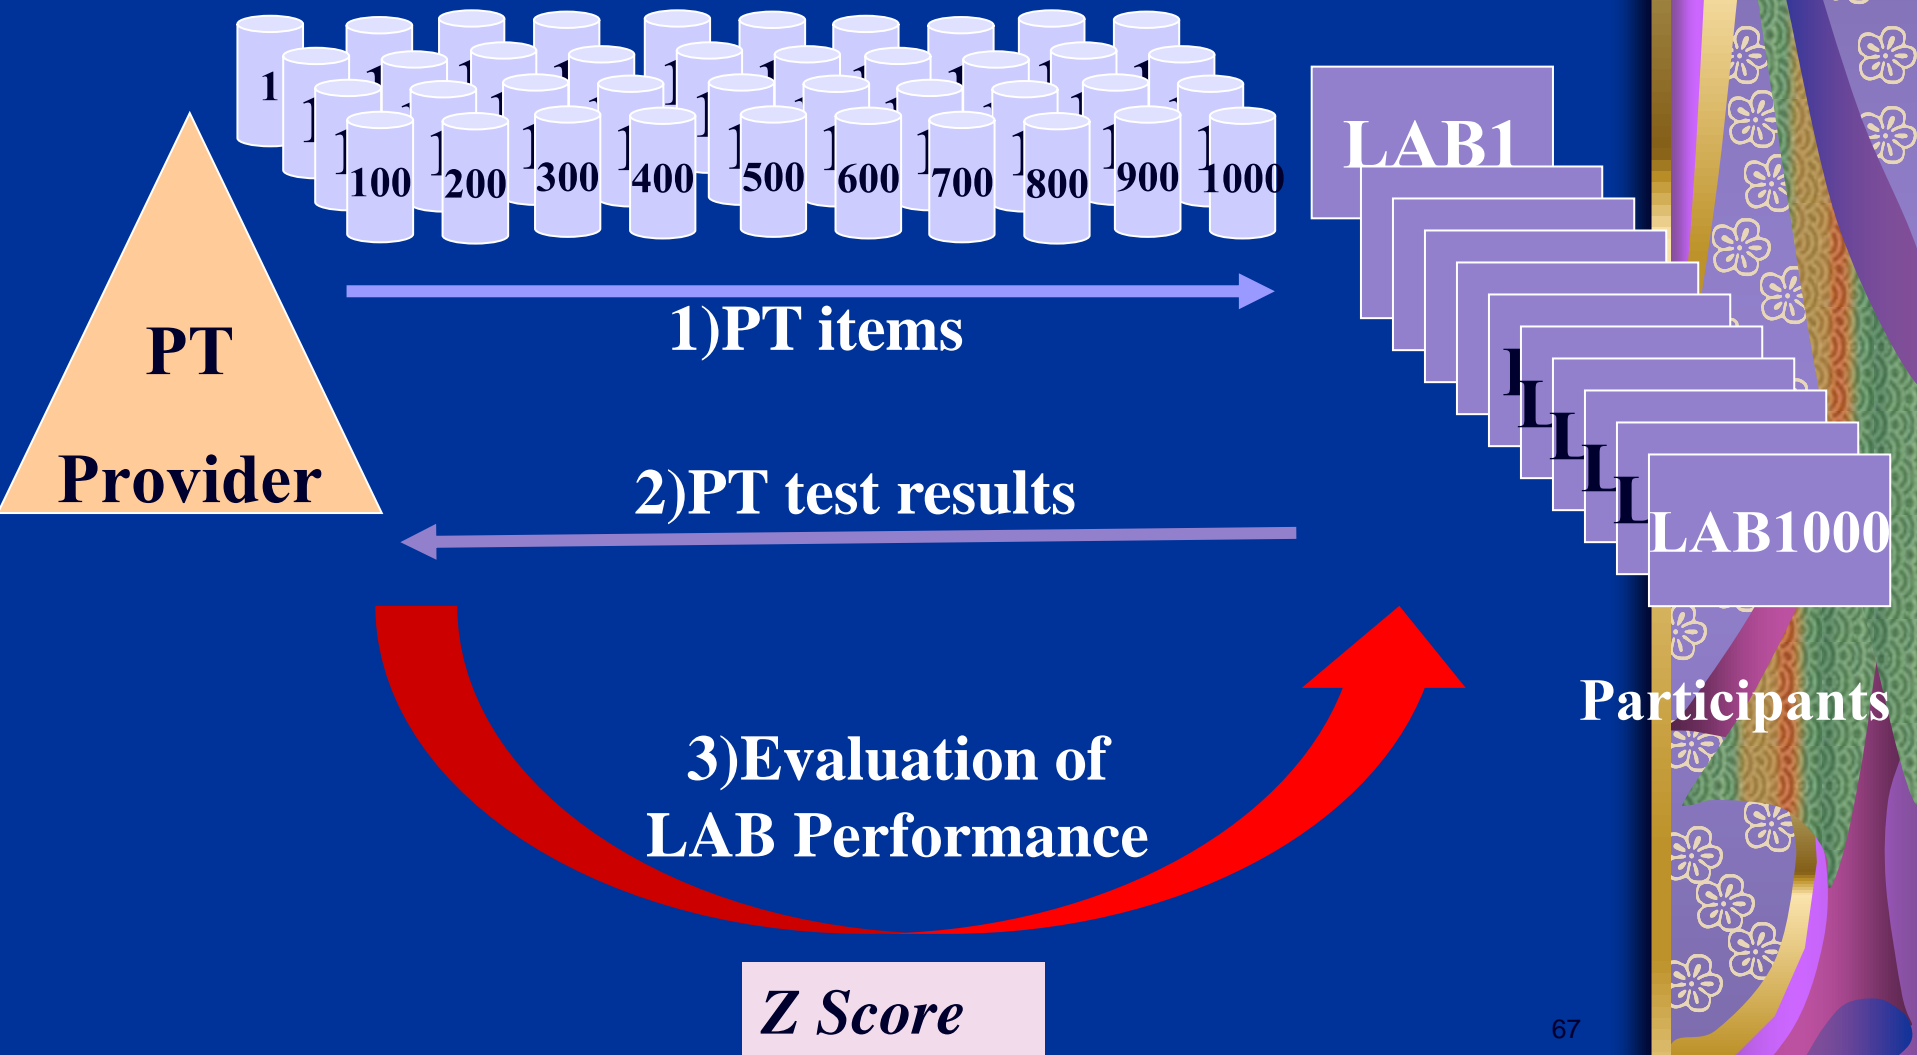 1
100 200 300 400 500 600 700 800 900 1000
LAB1
1)PT items
PT
Provider
2)PT test results
LAB1000
Participants
3)Evaluation of
LAB Performance
Z Score
67